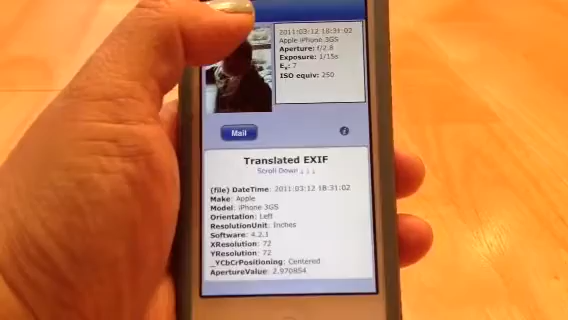 2011:03:12 18:31:02
Apple iPhone 3GS
Aperture: f/2.8
Exposure: 1/15s
Ev: 7
ISO equiv: 250
Mail
i
Translated EXIF
Scroll Down ↓ ↓ ↓
(file) DateTime: 2011:03:12 18:31:02
Make: Apple
Model: iPhone 3GS
Orientation: Left
ResolutionUnit: Inches
Software: 4.2.1
XResolution: 72
YResolution: 72
_YCbCrPositioning: Centered
ApertureValue: 2.970854